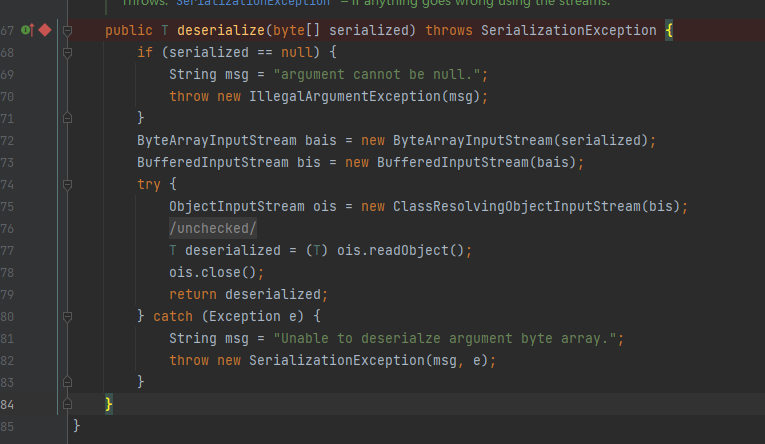 Throws: SerializationException – if anything goes wrong using the streams.
67 public T deserialize(byte[] serialized) throws SerializationException {
68 if (serialized == null) {
69 String msg = "argument cannot be null.";
70 throw new IllegalArgumentException(msg);
71 }
72 ByteArrayInputStream bais = new ByteArrayInputStream(serialized);
73 BufferedInputStream bis = new BufferedInputStream(bais);
74 try {
75 ObjectInputStream ois = new ClassResolvingObjectInputStream(bis);
76 /unchecked/
77 T deserialized = (T) ois.readObject();
78 ois.close();
79 return deserialized;
80 } catch (Exception e) {
81 String msg = "Unable to deserialze argument byte array.";
82 throw new SerializationException(msg, e);
83 }
84 }
85 }